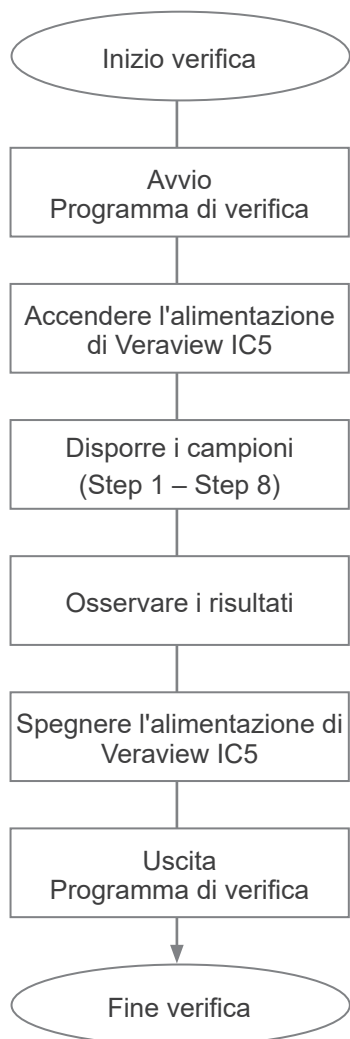 Inizio verifica
Avvio
Programma di verifica
Accendere l'alimentazione
di Veraview IC5
Disporre i campioni
(Step 1 – Step 8)
Osservare i risultati
Spegnere l'alimentazione di
Veraview IC5
Uscita
Programma di verifica
Fine verifica